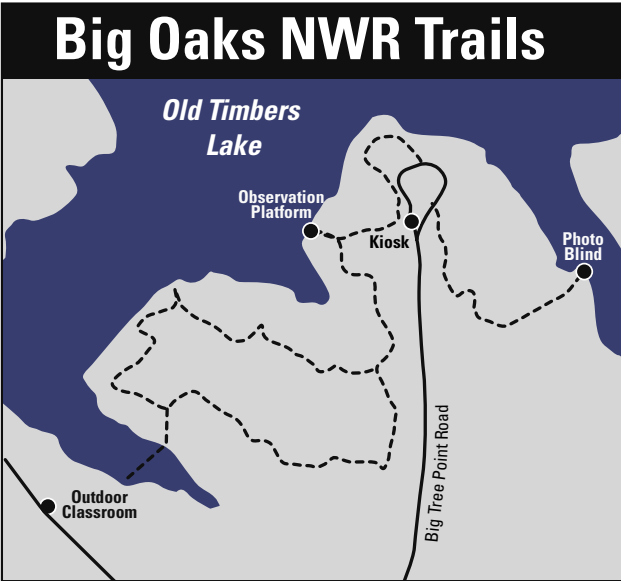 Big Oaks NWR Trails
Old Timbers
Lake
Observation
Platform
Kiosk
Photo
Blind
Big Tree Point Road
Outdoor
Classroom